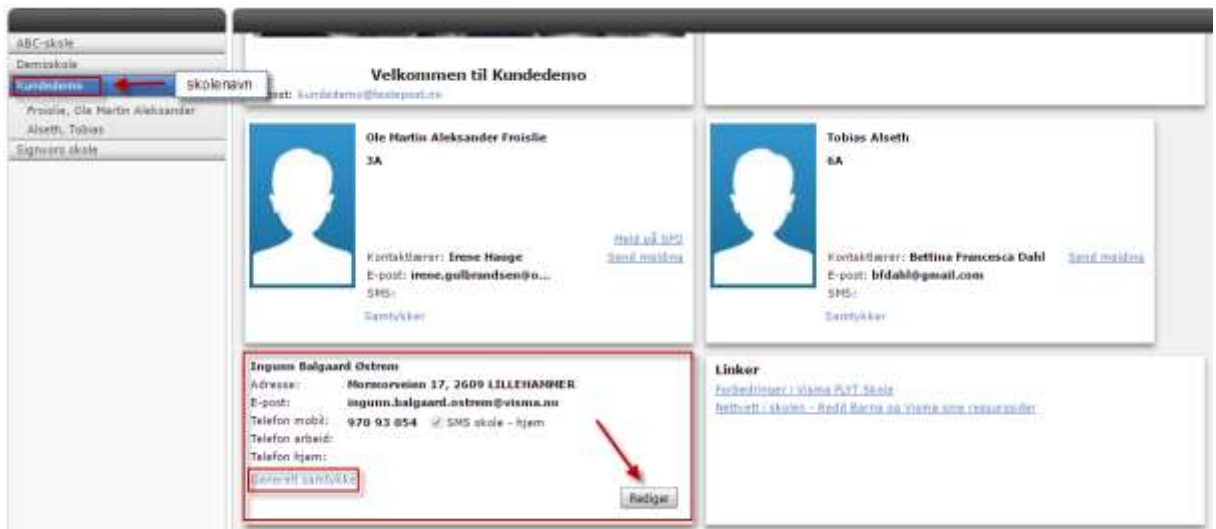 ABC-skole
Demoskole
Kundedemo
skolenavn
Froislie, Ole Martin Aleksander
Alseth, Tobias
Signvors skole
Velkommen til Kundedemo
post: kundedemo@testepost.no
Ole Martin Aleksander Froislie
3A
Meld på SFO
Kontaktlærer: Irene Hauge
Send melding
E-post: irene.gulbrandsen@o...
SMS:
Samtykker
Tobias Alseth
6A
Kontaktlærer: Bettina Francesca Dahl
Send melding
E-post: bfdahl@gmail.com
SMS:
Samtykker
Ingunn Balgaard Ostrem
Adresse: Mormorveien 17, 2609 LILLEHAMMER
E-post: ingunn.balgaard.ostrem@visma.no
Telefon mobil: 970 93 854 SMS skole - hjem
Telefon arbeid:
Telefon hjem:
Generelt samtykke
Rediger
Linker
Forbedringer i Visma FLYT Skole
Nettvett i skolen - Redd Barna og Visma sine ressurssider